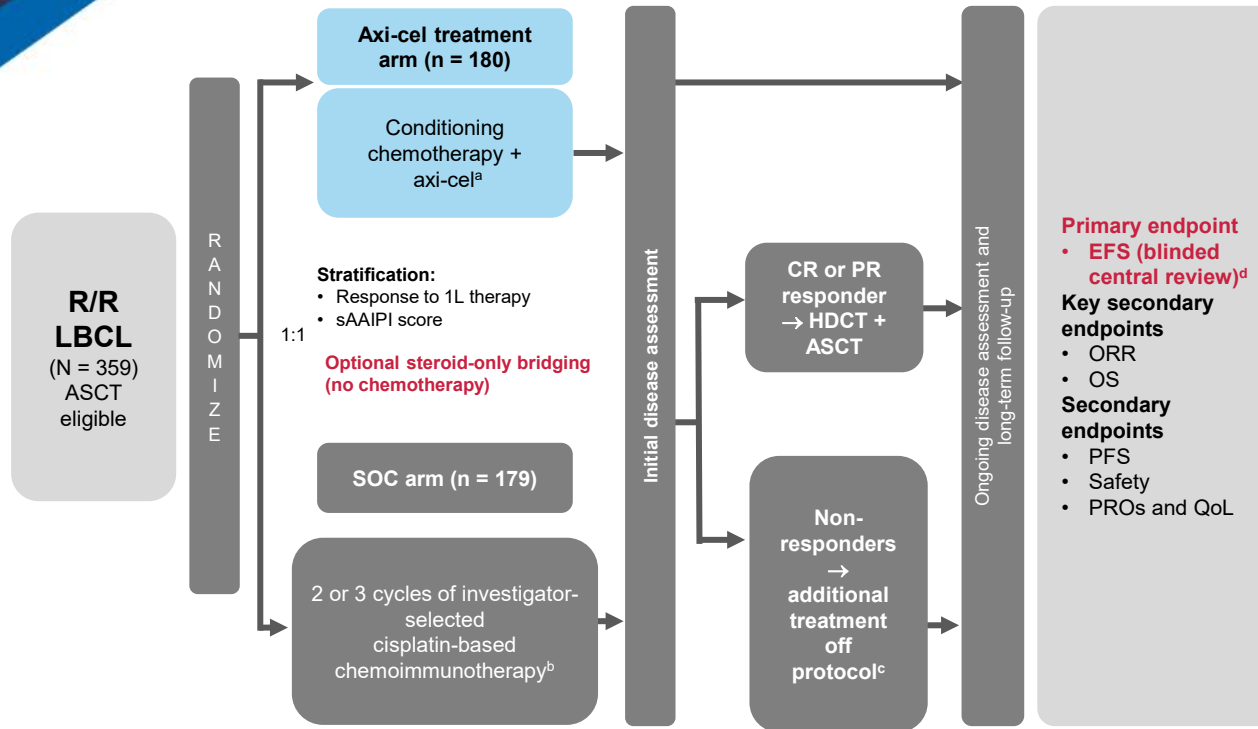 R/R
LBCL
(N = 359)
ASCT
eligible
RANDOMIZE
1:1
Axi-cel treatment
arm (n = 180)
Conditioning
chemotherapy +
axi-celᵃ
Stratification:
• Response to 1L therapy
• sAAIPI score
Optional steroid-only bridging
(no chemotherapy)
SOC arm (n = 179)
2 or 3 cycles of investigator-
selected
cisplatin-based
chemoimmunotherapyᵇ
Initial disease assessment
CR or PR
responder
→ HDCT +
ASCT
Non-
responders
→
additional
treatment
off
protocolᶜ
Ongoing disease assessment and
long-term follow-up
Primary endpoint
• EFS (blinded
central review)ᵈ
Key secondary
endpoints
• ORR
• OS
Secondary
endpoints
• PFS
• Safety
• PROs and QoL